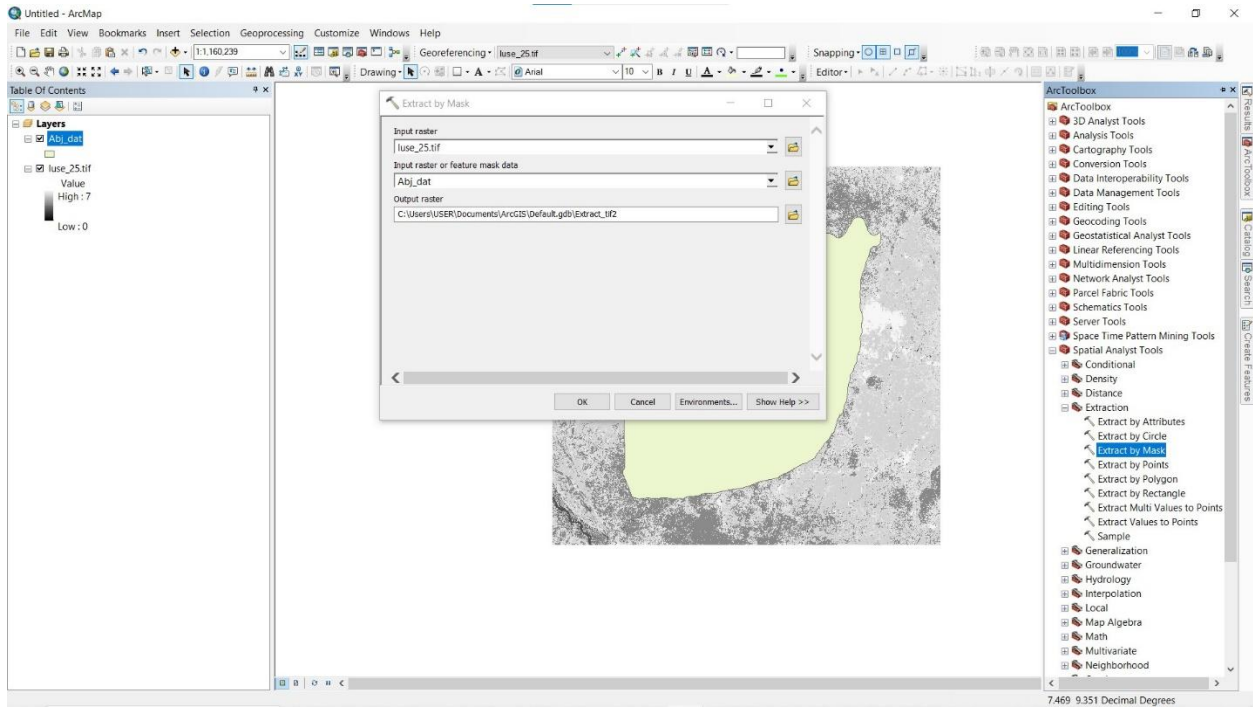 Untitled - ArcMap
File Edit View Bookmarks Insert Selection Geoprocessing Customize Windows Help
1:1,160,239
Georeferencing
luse_25.tif
Snapping
Drawing
A
Arial
10
B I U A
Editor
Table Of Contents
Layers
Abj_dat
luse_25.tif
Value
High : 7
Low : 0
Extract by Mask
Input raster
luse_25.tif
Input raster or feature mask data
Abj_dat
Output raster
C:\Users\USER\Documents\ArcGIS\Default.gdb\Extract_tif2
OK Cancel Environments... Show Help >>
ArcToolbox
ArcToolbox
3D Analyst Tools
Analysis Tools
Cartography Tools
Conversion Tools
Data Interoperability Tools
Data Management Tools
Editing Tools
Geocoding Tools
Geostatistical Analyst Tools
Linear Referencing Tools
Multidimension Tools
Network Analyst Tools
Parcel Fabric Tools
Schematics Tools
Server Tools
Space Time Pattern Mining Tools
Spatial Analyst Tools
Conditional
Density
Distance
Extraction
Extract by Attributes
Extract by Circle
Extract by Mask
Extract by Points
Extract by Polygon
Extract by Rectangle
Extract Multi Values to Points
Extract Values to Points
Sample
Generalization
Groundwater
Hydrology
Interpolation
Local
Map Algebra
Math
Multivariate
Neighborhood
Results
ArcToolbox
Catalog
Search
Create Features
7.469 9.351 Decimal Degrees